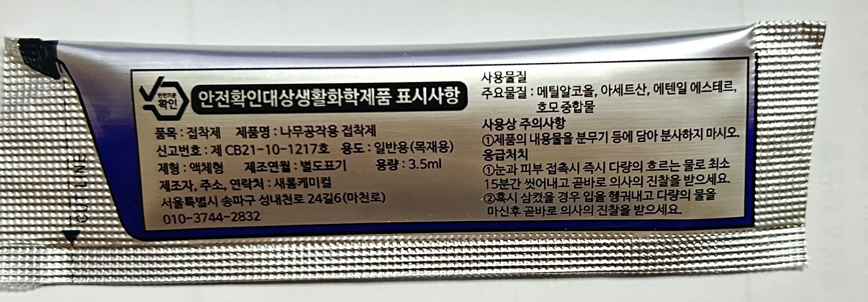 안전기준
확인
안전확인대상생활화학제품 표시사항
품목 : 접착제 제품명 : 나무공작용 접착제
신고번호 : 제 CB21-10-1217호 용도 : 일반용(목재용)
제형 : 액체형 제조연월 : 별도표기 용량 : 3.5ml
제조자, 주소, 연락처 : 새롬케미컬
서울특별시 송파구 성내천로 24길6(마천로)
010-3744-2832
사용물질
주요물질 : 메틸알코올, 아세트산, 에테닐 에스테르,
호모중합물
사용상 주의사항
①제품의 내용물을 분무기 등에 담아 분사하지 마시오.
응급처치
①눈과 피부 접촉시 즉시 다량의 흐르는 물로 최소
15분간 씻어내고 곧바로 의사의 진찰을 받으세요.
②혹시 삼켰을 경우 입을 헹궈내고 다량의 물을
마신후 곧바로 의사의 진찰을 받으세요.
CUT LINE